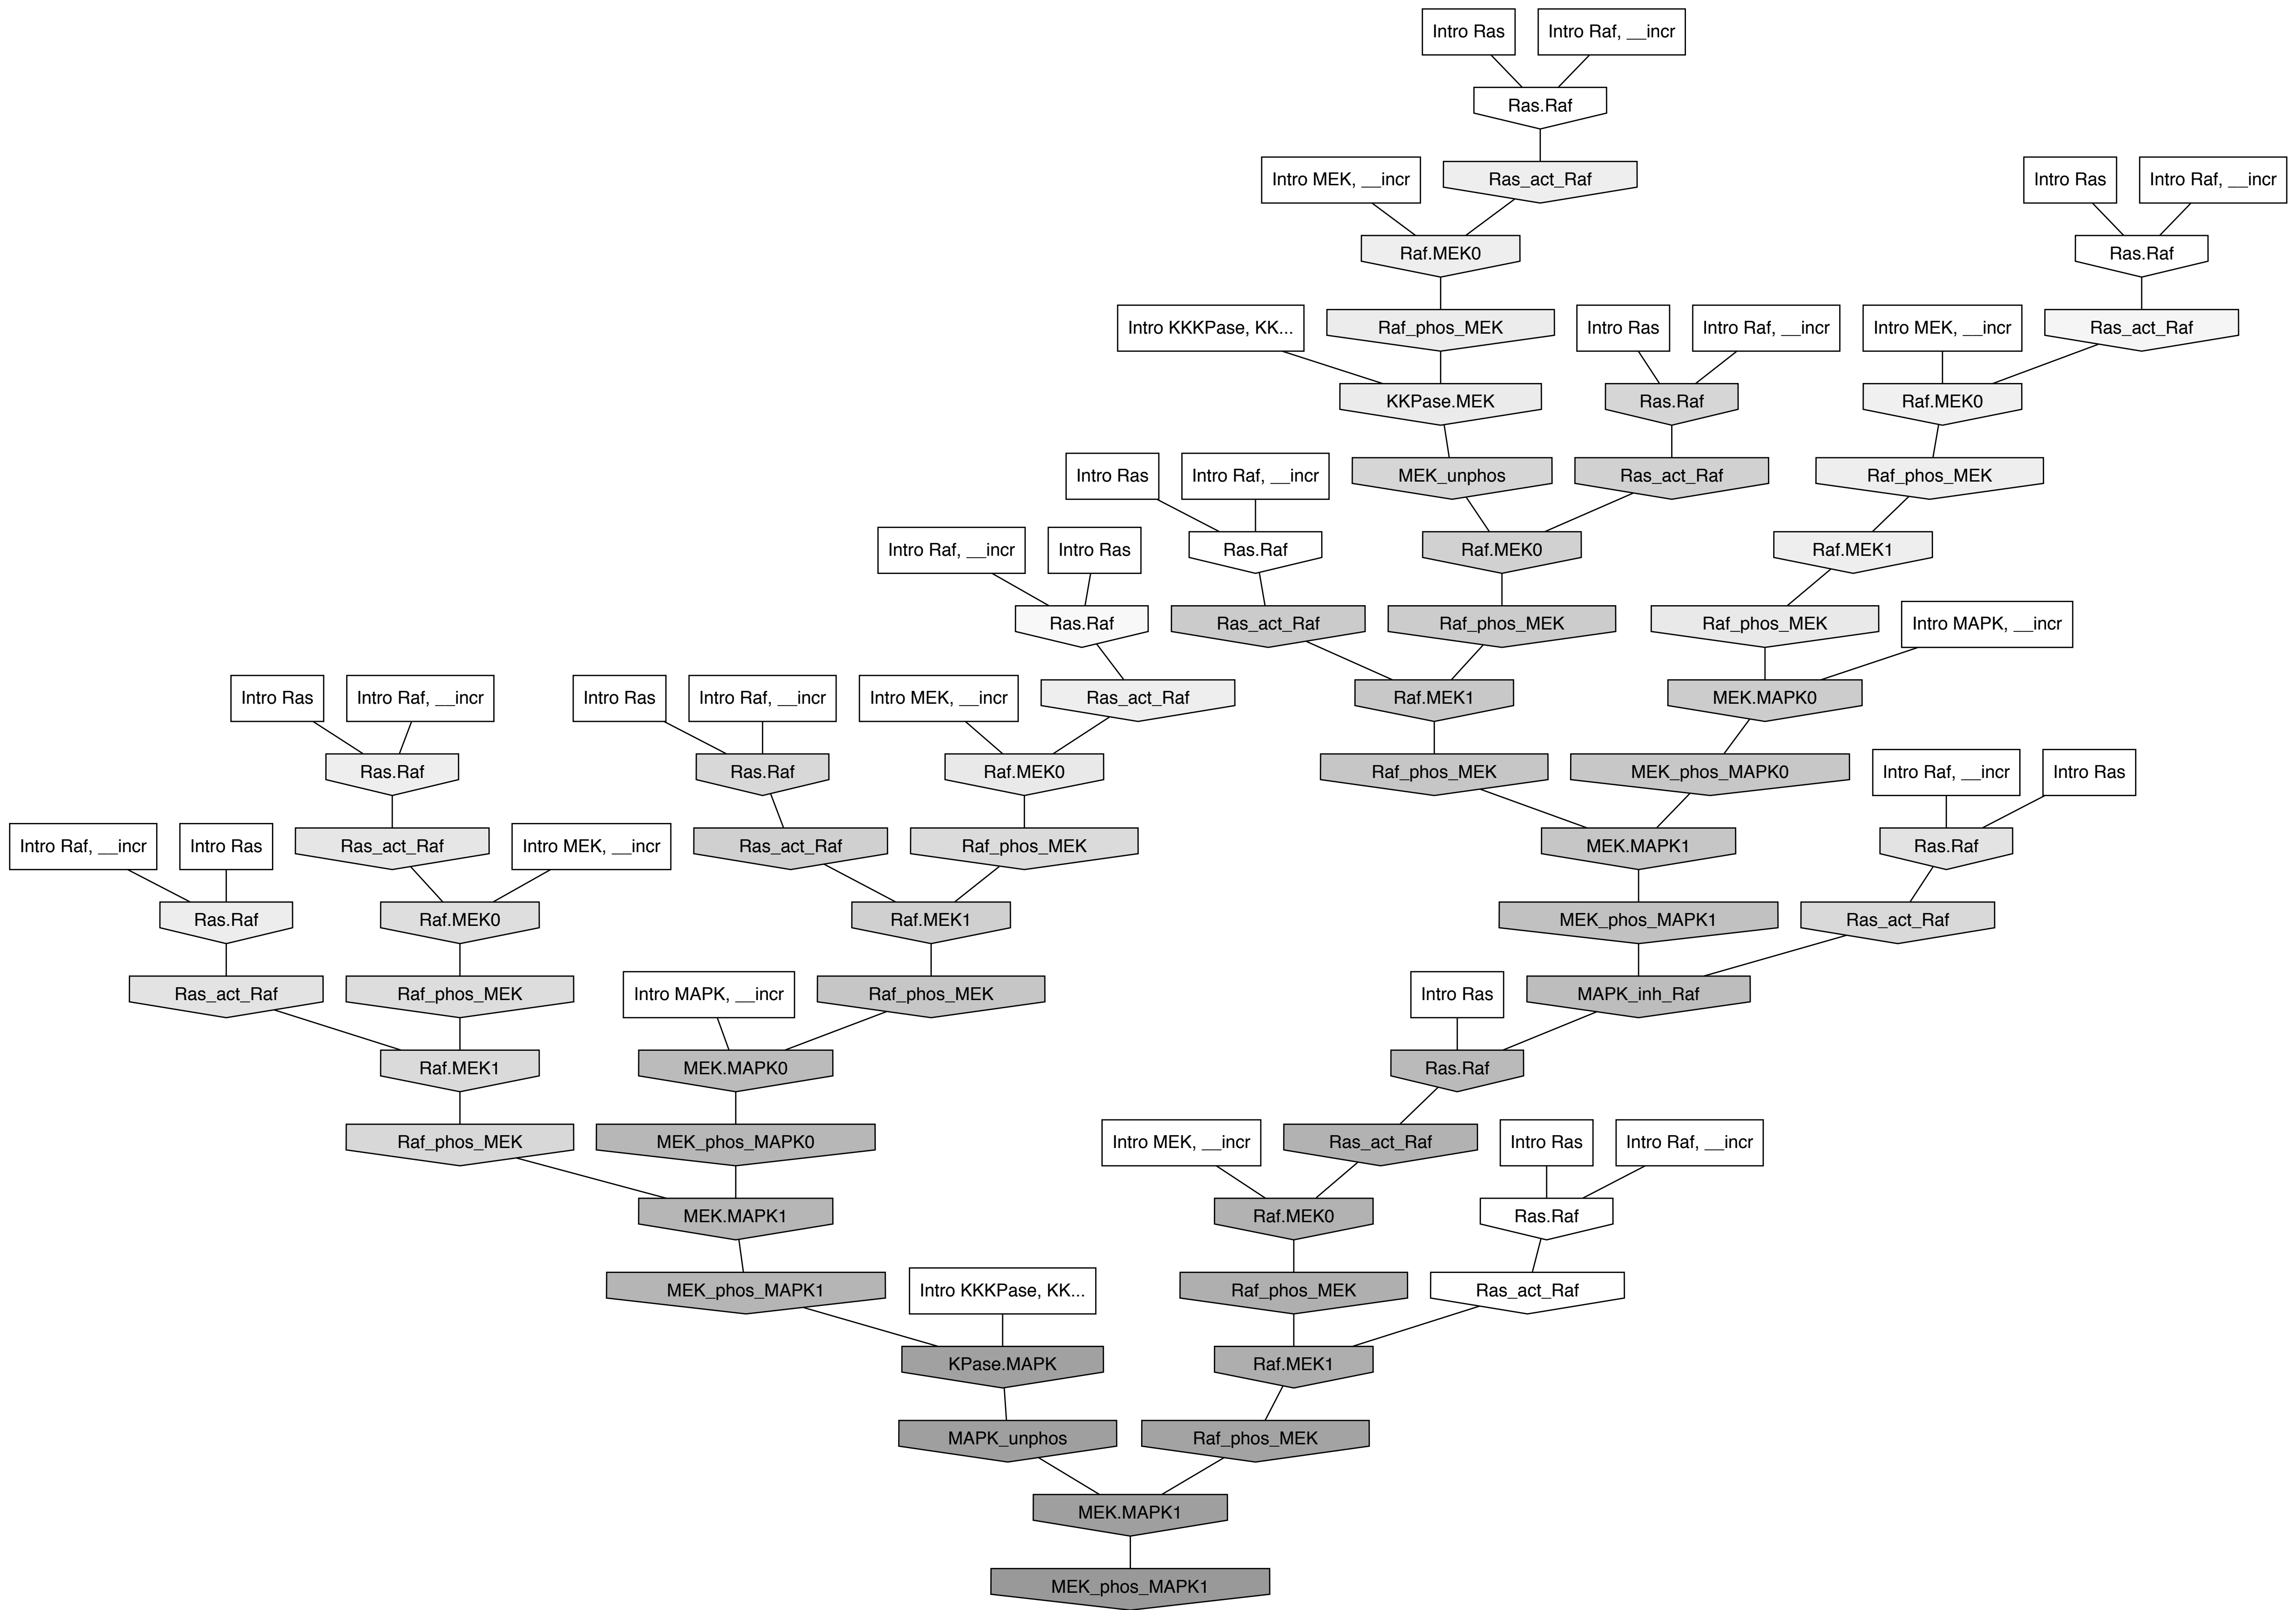 Intro Ras
Intro Raf, __incr
Ras.Raf
Intro MEK, __incr
Ras_act_Raf
Intro Ras
Intro Raf, __incr
Raf.MEK0
Ras.Raf
Intro KKKPase, KK...
Raf_phos_MEK
Intro Ras
Intro Raf, __incr
Intro MEK, __incr
Ras_act_Raf
KKPase.MEK
Ras.Raf
Raf.MEK0
Intro Ras
Intro Raf, __incr
MEK_unphos
Ras_act_Raf
Raf_phos_MEK
Intro Raf, __incr
Intro Ras
Ras.Raf
Raf.MEK0
Raf.MEK1
Ras.Raf
Ras_act_Raf
Raf_phos_MEK
Raf_phos_MEK
Intro MAPK, __incr
Intro Ras
Intro Raf, __incr
Intro Ras
Intro Raf, __incr
Intro MEK, __incr
Ras_act_Raf
Raf.MEK1
MEK.MAPK0
Ras.Raf
Ras.Raf
Raf.MEK0
Raf_phos_MEK
MEK_phos_MAPK0
Intro Raf, __incr
Intro Ras
Intro Raf, __incr
Intro Ras
Ras_act_Raf
Intro MEK, __incr
Ras_act_Raf
Raf_phos_MEK
MEK.MAPK1
Ras.Raf
Ras.Raf
Raf.MEK0
Raf.MEK1
MEK_phos_MAPK1
Ras_act_Raf
Ras_act_Raf
Raf_phos_MEK
Intro MAPK, __incr
Raf_phos_MEK
Intro Ras
MAPK_inh_Raf
Raf.MEK1
MEK.MAPK0
Ras.Raf
Raf_phos_MEK
MEK_phos_MAPK0
Intro MEK, __incr
Ras_act_Raf
Intro Ras
Intro Raf, __incr
MEK.MAPK1
Raf.MEK0
Ras.Raf
MEK_phos_MAPK1
Intro KKKPase, KK...
Raf_phos_MEK
Ras_act_Raf
KPase.MAPK
Raf.MEK1
MAPK_unphos
Raf_phos_MEK
MEK.MAPK1
MEK_phos_MAPK1